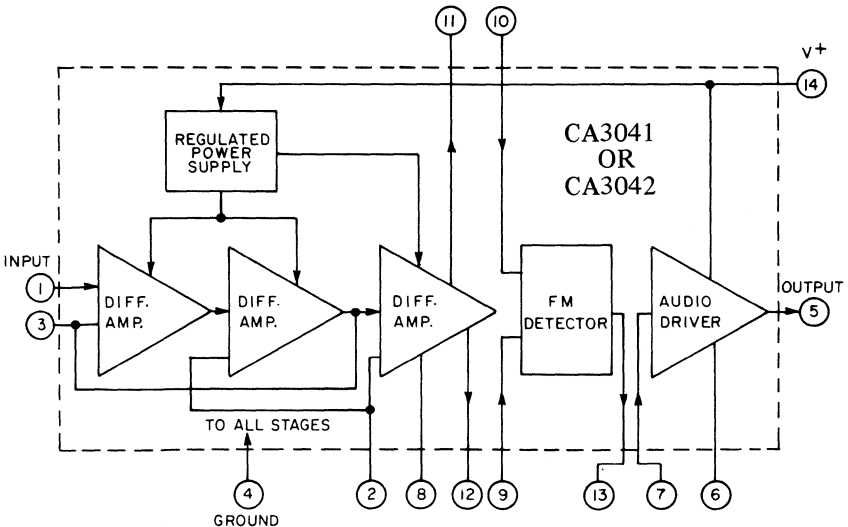 11
10
V+
14
REGULATED
POWER
SUPPLY
CA3041
OR
CA3042
INPUT
1
3
DIFF.
AMP.
DIFF.
AMP.
DIFF.
AMP.
FM
DETECTOR
AUDIO
DRIVER
OUTPUT
5
TO ALL STAGES
4
2
8
12
9
13
7
6
GROUND